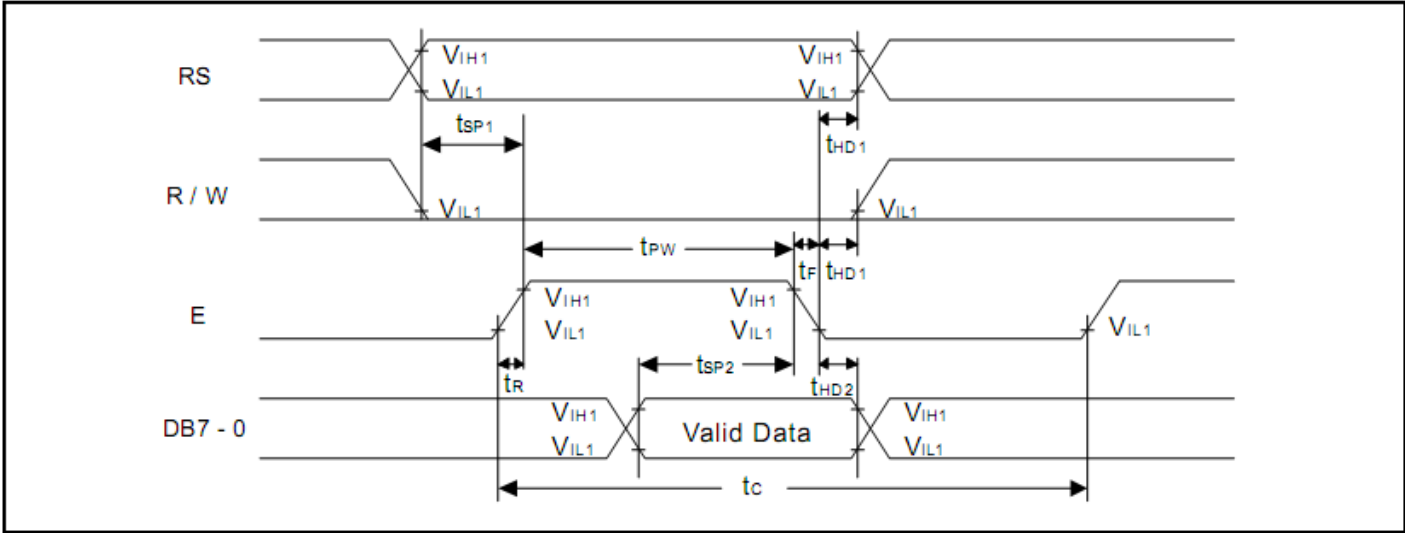 RS
VIH1
VIL1
VIH1
VIL1
tSP1
tHD1
R / W
VIL1
VIL1
tPW
tF
tHD1
E
VIH1
VIL1
VIH1
VIL1
VIL1
tR
tSP2
tHD2
DB7 - 0
VIH1
VIL1
Valid Data
VIH1
VIL1
tC